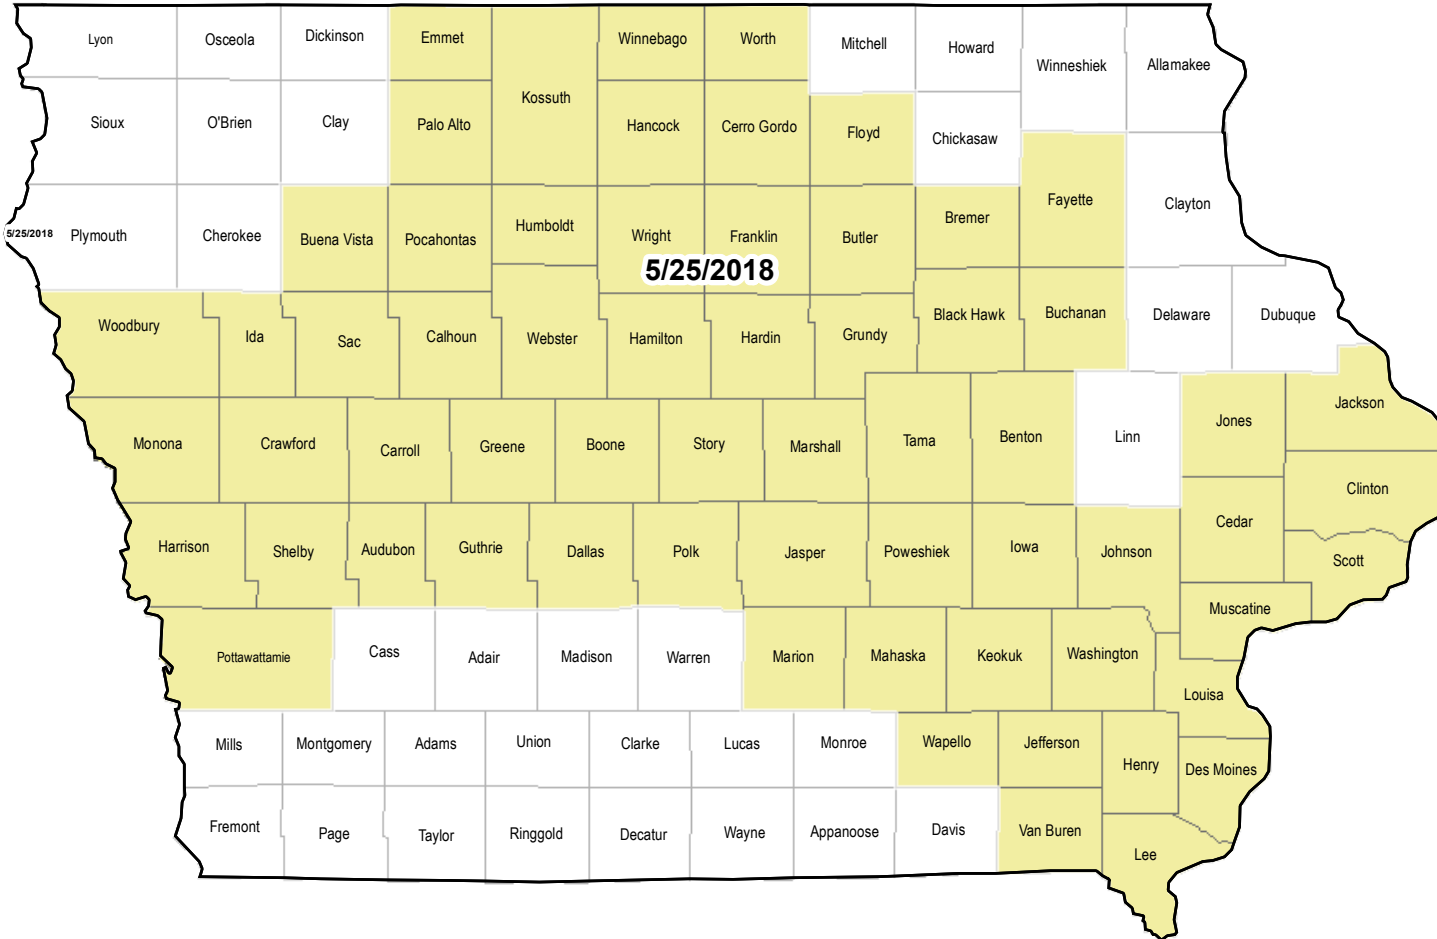 Lyon
Osceola
Dickinson
Emmet
Winnebago
Worth
Mitchell
Howard
Winneshiek
Allamakee
Kossuth
Sioux
O'Brien
Clay
Palo Alto
Hancock
Cerro Gordo
Floyd
Chickasaw
Fayette
Clayton
5/25/2018
Plymouth
Cherokee
Buena Vista
Pocahontas
Humboldt
Wright
Franklin
Butler
Bremer
5/25/2018
Woodbury
Ida
Sac
Calhoun
Webster
Hamilton
Hardin
Grundy
Black Hawk
Buchanan
Delaware
Dubuque
Monona
Crawford
Carroll
Greene
Boone
Story
Marshall
Tama
Benton
Linn
Jones
Jackson
Clinton
Harrison
Shelby
Audubon
Guthrie
Dallas
Polk
Jasper
Poweshiek
Iowa
Johnson
Cedar
Scott
Muscatine
Pottawattamie
Cass
Adair
Madison
Warren
Marion
Mahaska
Keokuk
Washington
Louisa
Mills
Montgomery
Adams
Union
Clarke
Lucas
Monroe
Wapello
Jefferson
Henry
Des Moines
Fremont
Page
Taylor
Ringgold
Decatur
Wayne
Appanoose
Davis
Van Buren
Lee